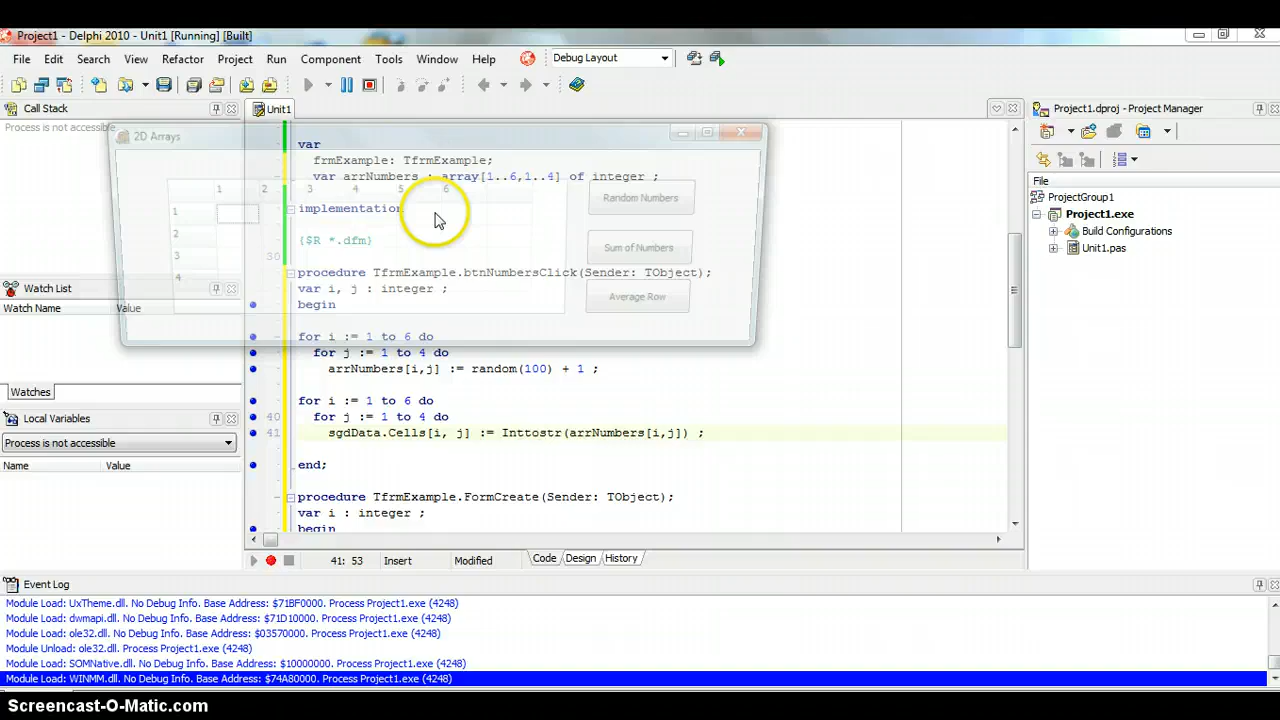 Project1 - Delphi 2010 - Unit1 [Running] [Built]
File Edit Search View Refactor Project Run Component Tools Window Help
Debug Layout
Call Stack
Process is not accessible
Unit1
Project1.dproj - Project Manager
2D Arrays
1 2 3 4 5 6
1
2
3
4
Random Numbers
Sum of Numbers
Average Row
var
frmExample: TfrmExample;
var arrNumbers : array[1..6,1..4] of integer ;
implementation
{$R *.dfm}
30
procedure TfrmExample.btnNumbersClick(Sender: TObject);
var i, j : integer ;
begin
for i := 1 to 6 do
for j := 1 to 4 do
arrNumbers[i,j] := random(100) + 1 ;
for i := 1 to 6 do
40 for j := 1 to 4 do
41 sgdData.Cells[i, j] := Inttostr(arrNumbers[i,j]) ;
end;
procedure TfrmExample.FormCreate(Sender: TObject);
var i : integer ;
begin
File
ProjectGroup1
Project1.exe
Build Configurations
Unit1.pas
Watch List
Watch Name Value
Watches
Local Variables
Process is not accessible
Name Value
41: 53 Insert Modified Code Design History
Event Log
Module Load: UxTheme.dll. No Debug Info. Base Address: $71BF0000. Process Project1.exe (4248)
Module Load: dwmapi.dll. No Debug Info. Base Address: $71D10000. Process Project1.exe (4248)
Module Load: ole32.dll. No Debug Info. Base Address: $03570000. Process Project1.exe (4248)
Module Unload: ole32.dll. Process Project1.exe (4248)
Module Load: SOMNative.dll. No Debug Info. Base Address: $10000000. Process Project1.exe (4248)
Module Load: WINMM.dll. No Debug Info. Base Address: $74A80000. Process Project1.exe (4248)
Screencast-O-Matic.com